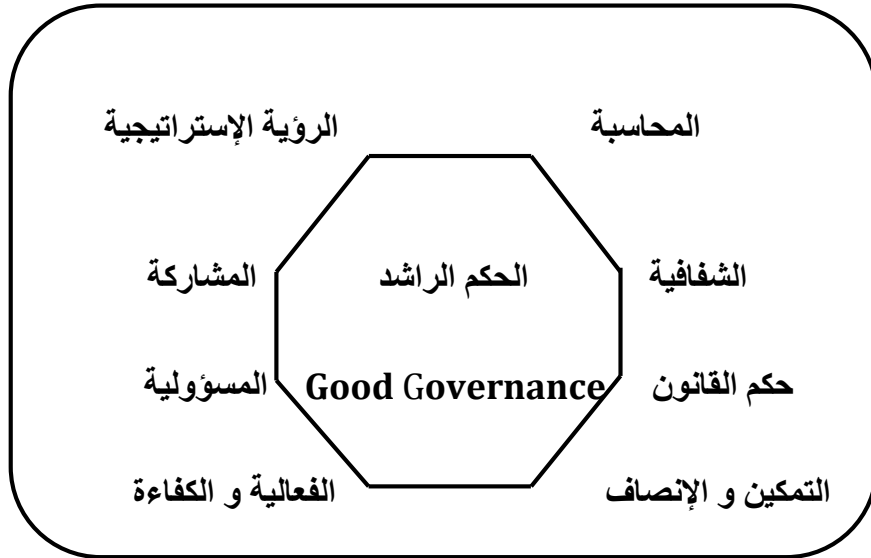 المحاسبة
الرؤية الإستراتيجية
الشفافية
الحكم الراشد
المشاركة
حكم القانون
Good Governance
المسؤولية
التمكين و الإنصاف
الفعالية و الكفاءة